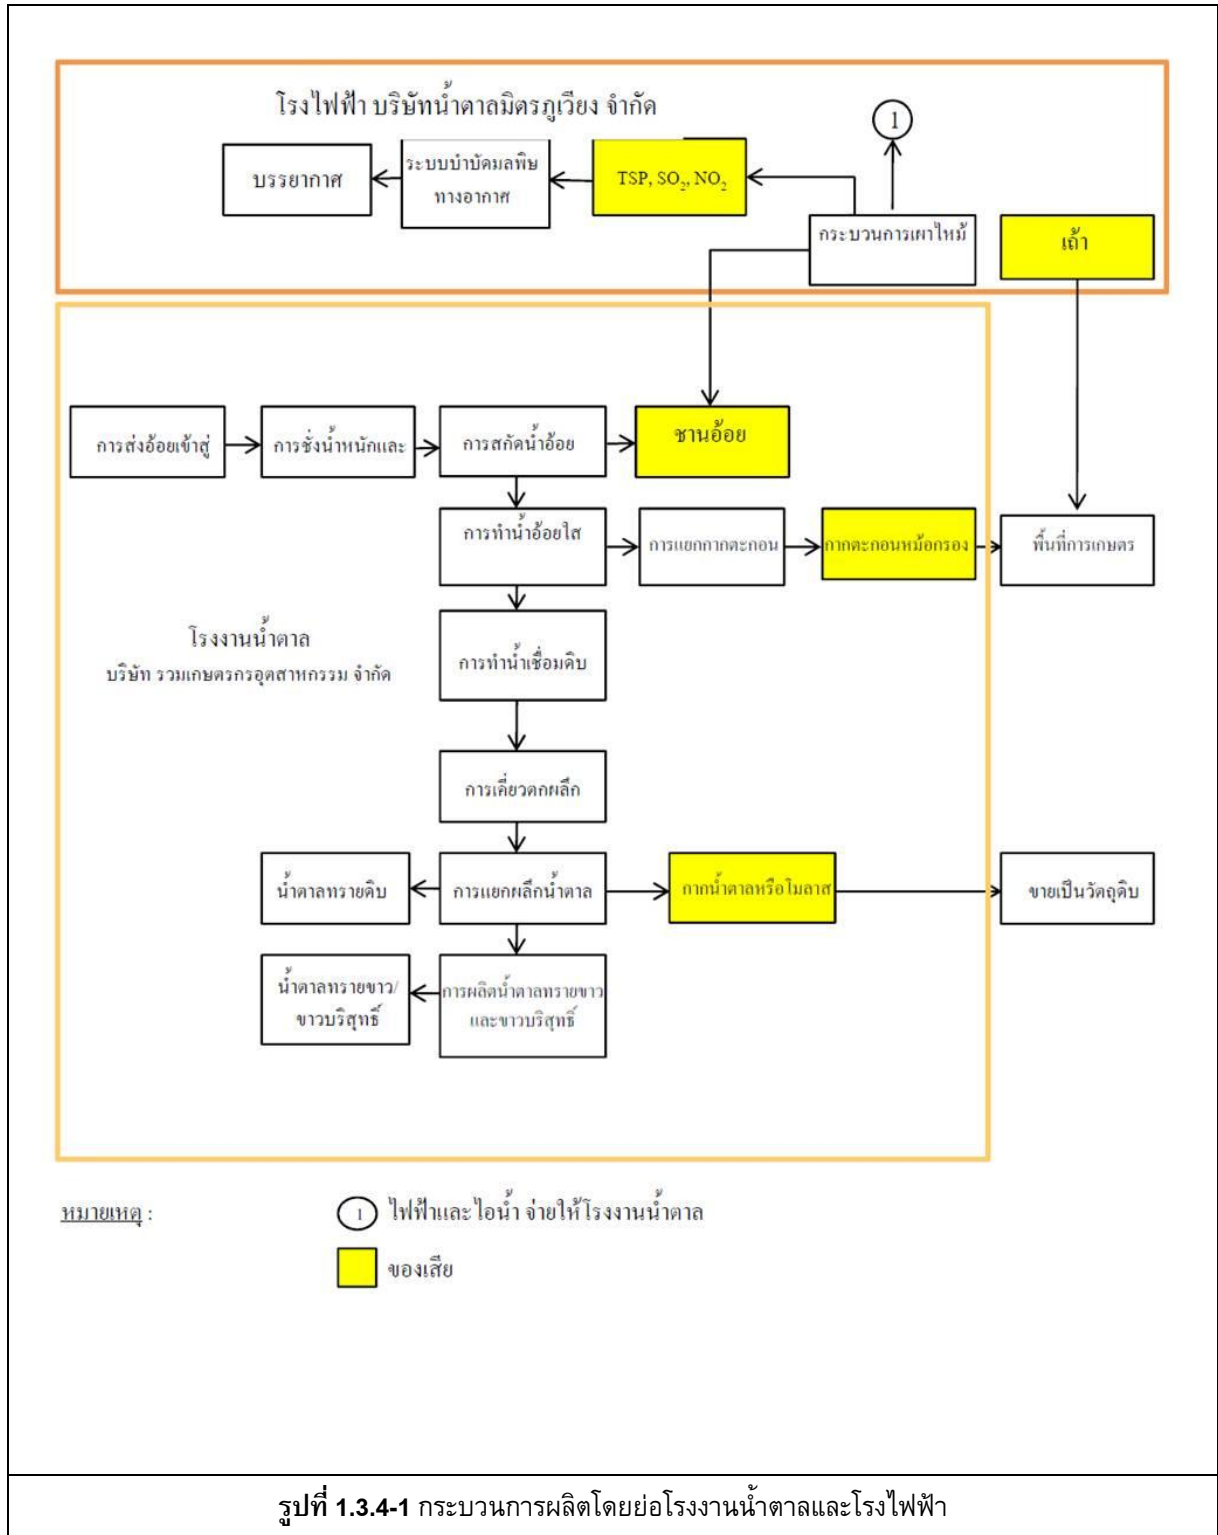 โรงไฟฟ้า บริษัทน้ำตาลมิตรภูเวียง จำกัด
1
บรรยากาศ
ระบบบำบัดมลพิษ
ทางอากาศ
TSP, SO2, NO2
กระบวนการเผาไหม้
เถ้า
การส่งอ้อยเข้าสู่
การชั่งน้ำหนักและ
การสกัดน้ำอ้อย
ชานอ้อย
การทำน้ำอ้อยใส
การแยกกากตะกอน
กากตะกอนหม้อกรอง
พื้นที่การเกษตร
โรงงานน้ำตาล
บริษัท รวมเกษตรกรอุตสาหกรรม จำกัด
การทำน้ำเชื่อมดิบ
การเคี่ยวตกผลึก
น้ำตาลทรายดิบ
การแยกผลึกน้ำตาล
กากน้ำตาลหรือโมลาส
ขายเป็นวัตถุดิบ
น้ำตาลทรายขาว/
ขาวบริสุทธิ์
การผลิตน้ำตาลทรายขาว
และขาวบริสุทธิ์
หมายเหตุ :
1 ไฟฟ้าและไอน้ำ จ่ายให้โรงงานน้ำตาล
ของเสีย
รูปที่ 1.3.4-1 กระบวนการผลิตโดยย่อโรงงานน้ำตาลและโรงไฟฟ้า